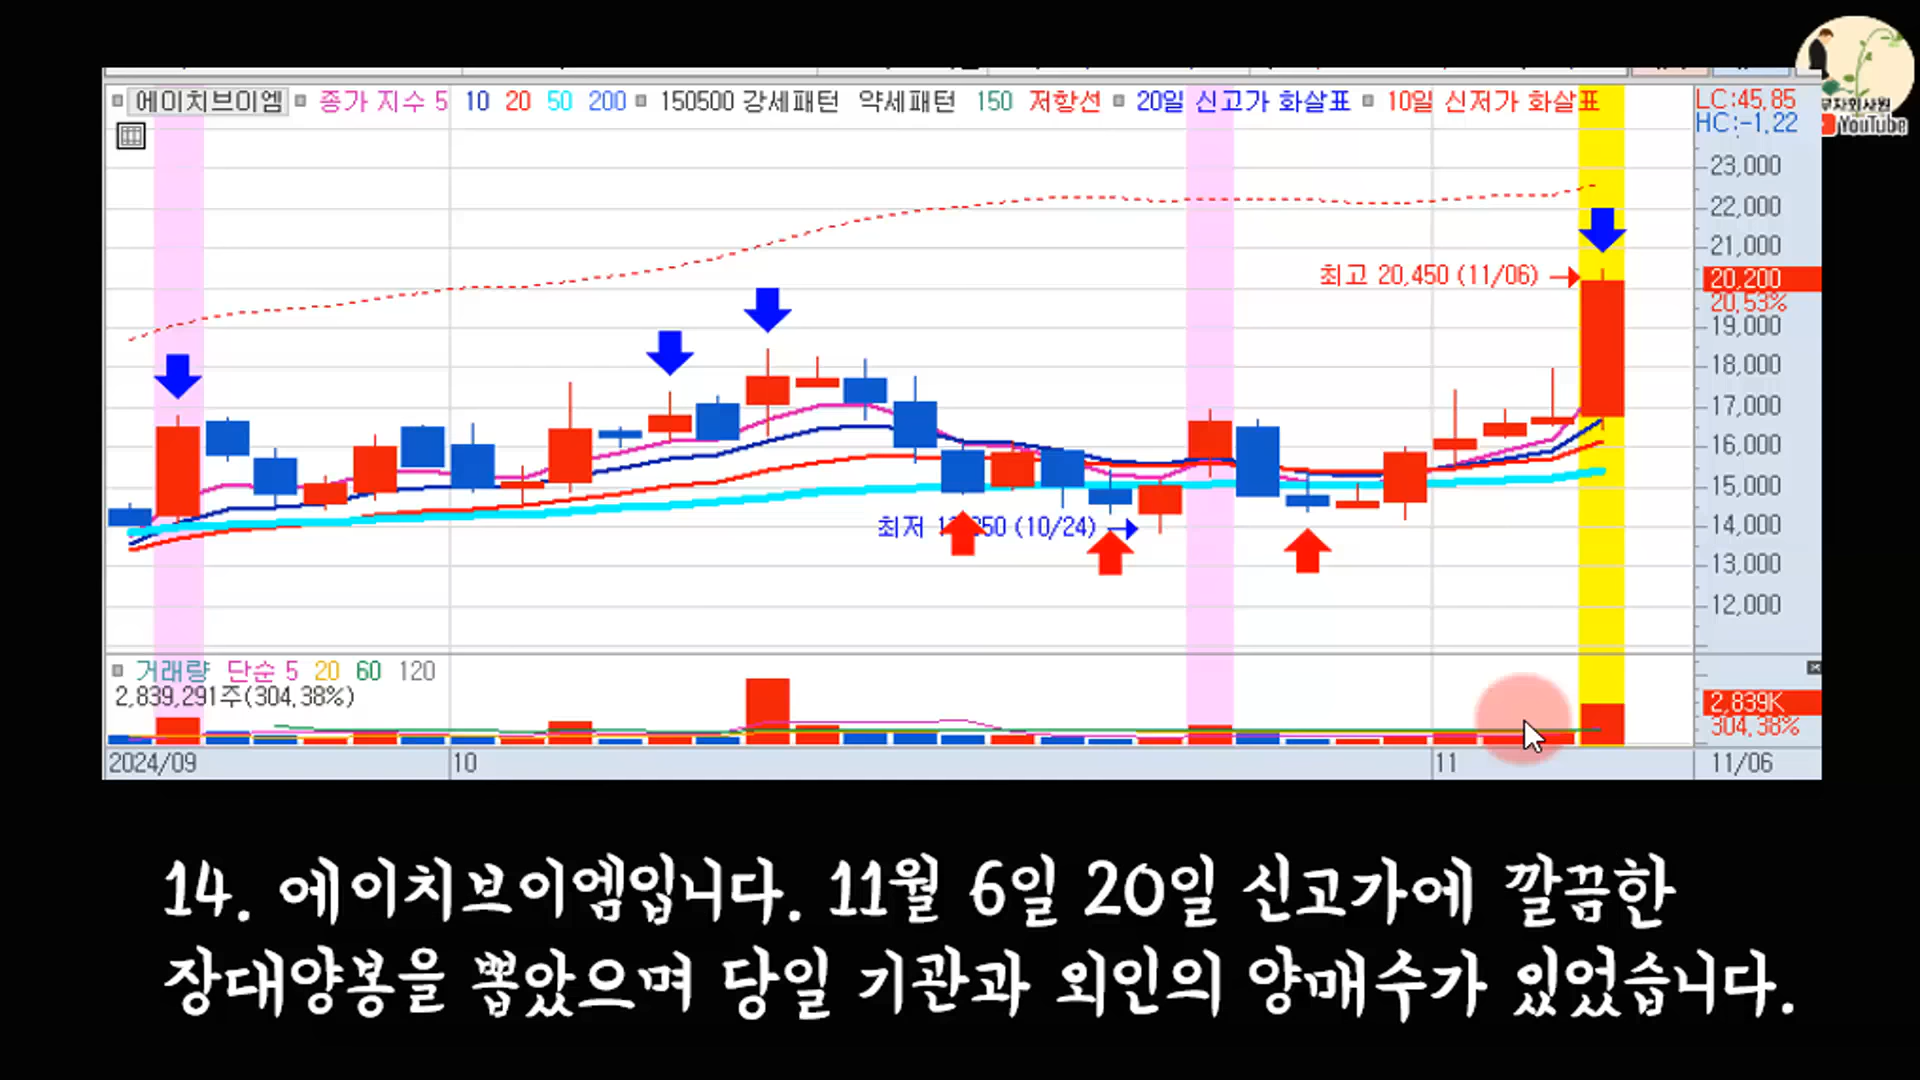 에이치브이엠 종가 지수 5 10 20 50 200 150500 강세패턴 약세패턴 150 저항선 20일 신고가 화살표 10일 신저가 화살표
LC:45,85
HC:-1,22
YouTube
23,000
22,000
21,000
최고 20,450 (11/06)
20,200
20,53%
19,000
18,000
17,000
16,000
15,000
최저 (10/24)
14,000
13,000
12,000
거래량 단순 5 20 60 120
2,839,291주(304,38%)
2,839K
304,38%
2024/09 10 11 11/06
14. 에이치브이엠입니다. 11월 6일 20일 신고가에 깔끔한
장대양봉을 뽑았으며 당일 기관과 외인의 양매수가 있었습니다.